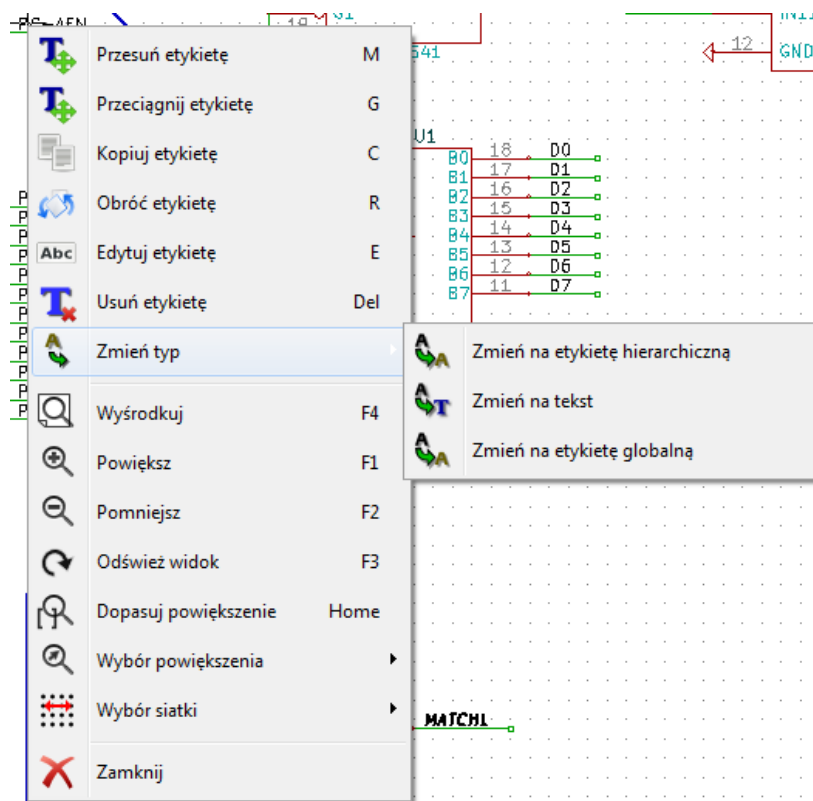 Przesuń etykietę M
Przeciągnij etykietę G
Kopiuj etykietę C
Obróć etykietę R
Abc Edytuj etykietę E
Usuń etykietę Del
Zmień typ
Wyśrodkuj F4
Powiększ F1
Pomniejsz F2
Odśwież widok F3
Dopasuj powiększenie Home
Wybór powiększenia
Wybór siatki
Zamknij
Zmień na etykietę hierarchiczną
Zmień na tekst
Zmień na etykietę globalną
19 G1
541
12 GND
U1
B0 18 D0
B1 17 D1
B2 16 D2
B3 15 D3
B4 14 D4
B5 13 D5
B6 12 D6
B7 11 D7
MATCH1